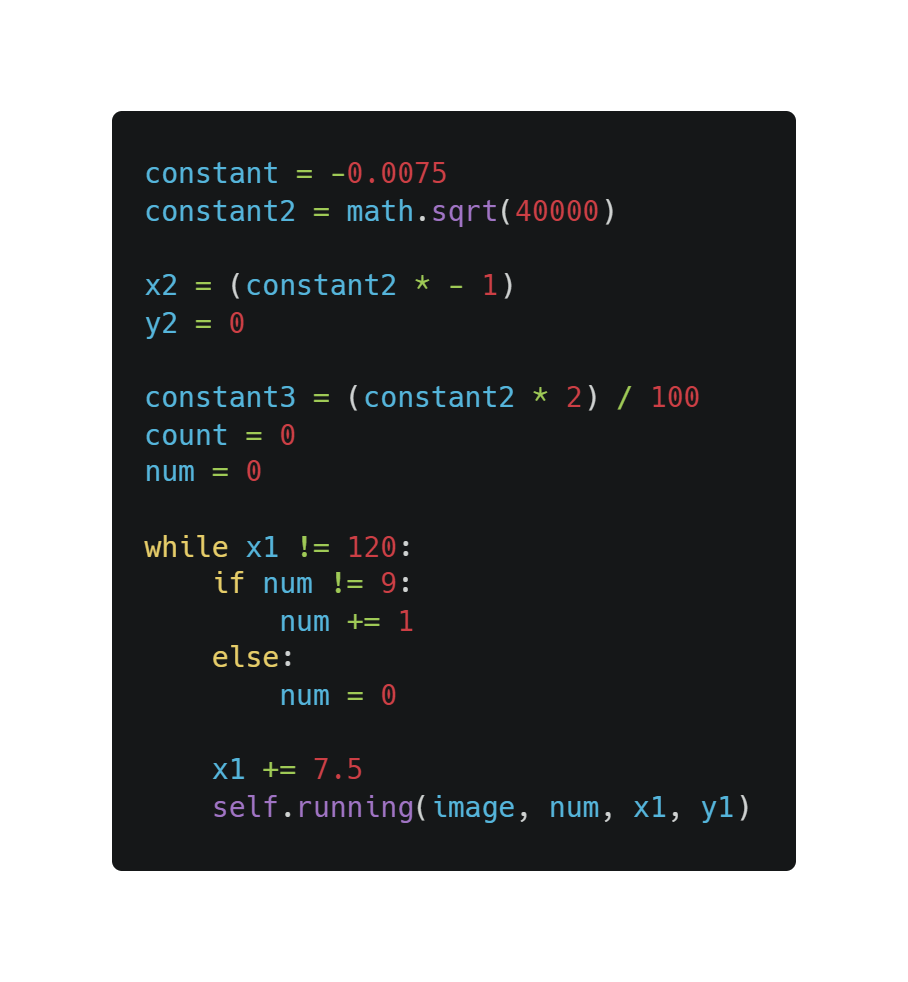 constant = -0.0075
constant2 = math.sqrt(40000)

x2 = (constant2 * - 1)
y2 = 0

constant3 = (constant2 * 2) / 100
count = 0
num = 0

while x1 != 120:
    if num != 9:
        num += 1
    else:
        num = 0

    x1 += 7.5
    self.running(image, num, x1, y1)